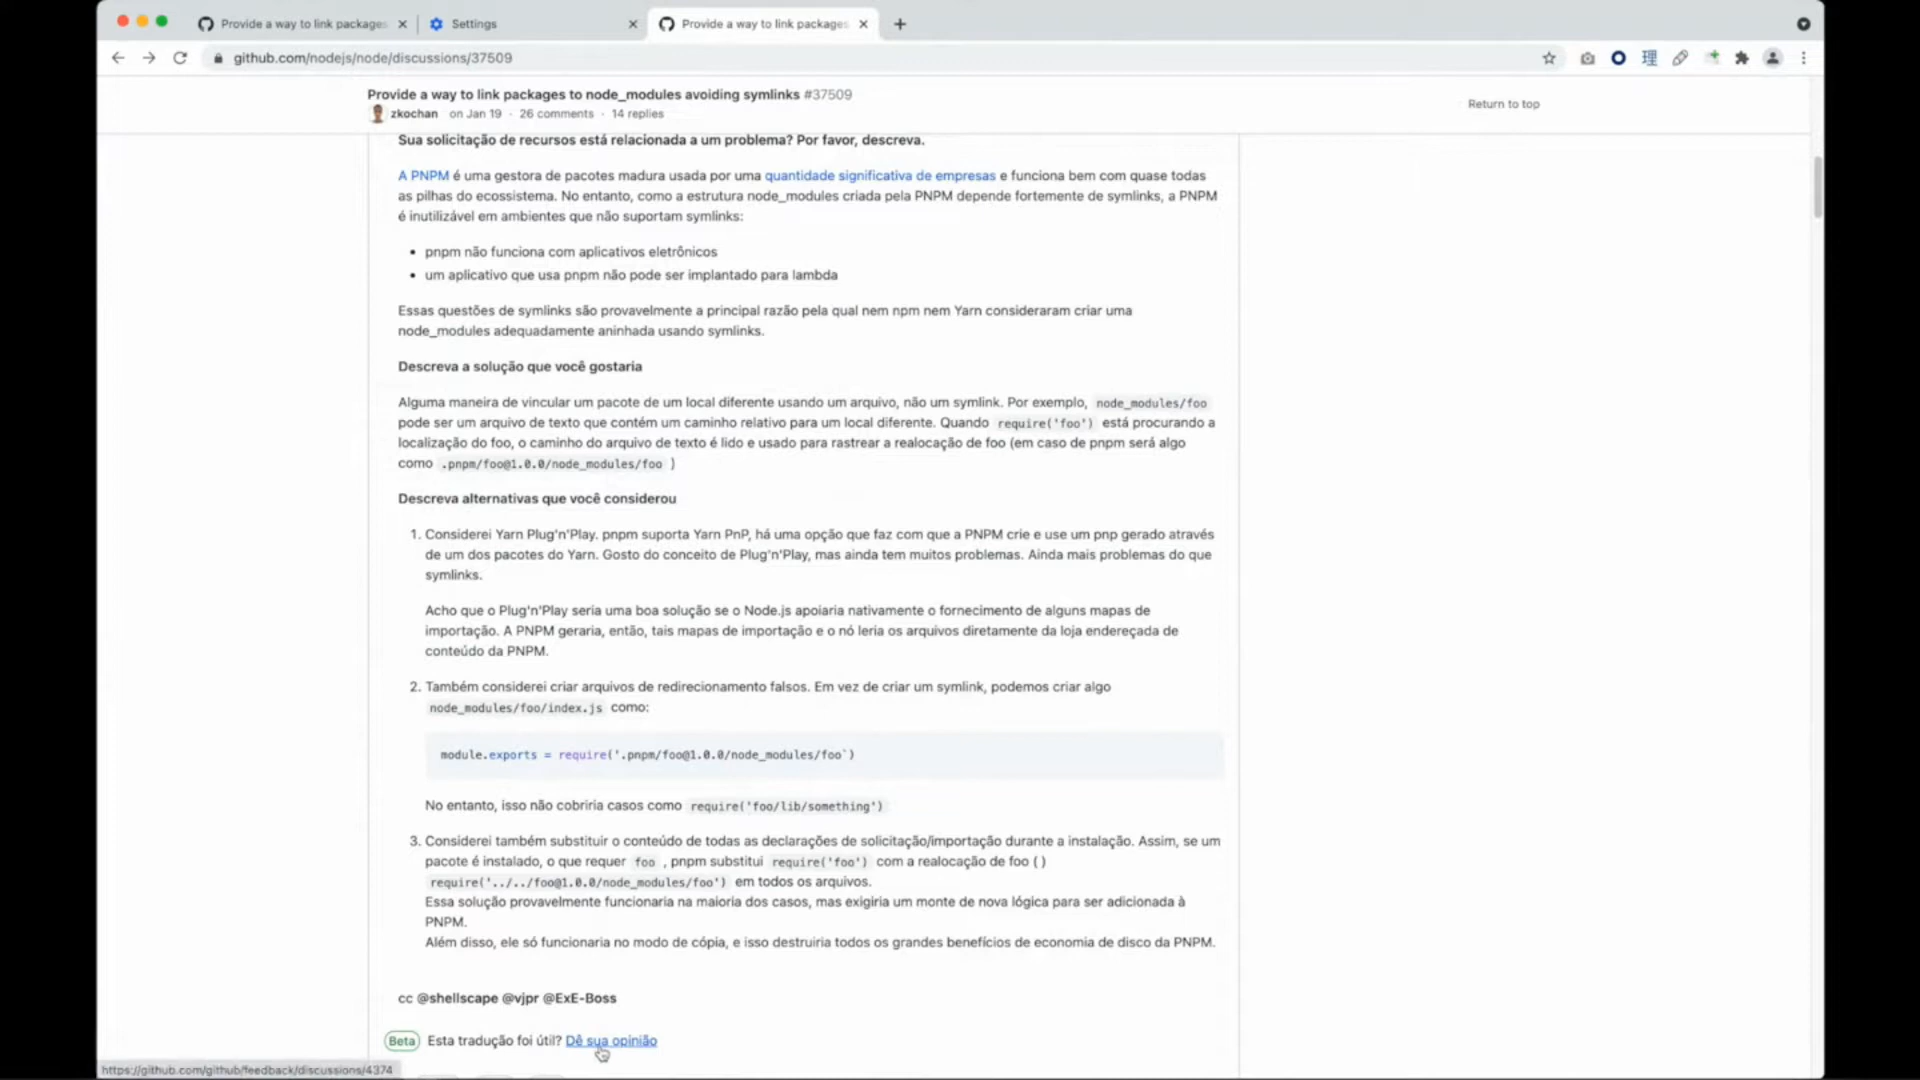 Provide a way to link packages
Settings
Provide a way to link packages
github.com/nodejs/node/discussions/37509
理
Provide a way to link packages to node_modules avoiding symlinks #37509
zkochan on Jan 19 · 26 comments · 14 replies
Return to top
Sua solicitação de recursos está relacionada a um problema? Por favor, descreva.
A PNPM é uma gestora de pacotes madura usada por uma quantidade significativa de empresas e funciona bem com quase todas
as pilhas do ecossistema. No entanto, como a estrutura node_modules criada pela PNPM depende fortemente de symlinks, a PNPM
é inutilizável em ambientes que não suportam symlinks:
• pnpm não funciona com aplicativos eletrônicos
• um aplicativo que usa pnpm não pode ser implantado para lambda
Essas questões de symlinks são provavelmente a principal razão pela qual nem npm nem Yarn consideraram criar uma
node_modules adequadamente aninhada usando symlinks.
Descreva a solução que você gostaria
Alguma maneira de vincular um pacote de um local diferente usando um arquivo, não um symlink. Por exemplo, node_modules/foo
pode ser um arquivo de texto que contém um caminho relativo para um local diferente. Quando require('foo') está procurando a
localização do foo, o caminho do arquivo de texto é lido e usado para rastrear a realocação de foo (em caso de pnpm será algo
como .pnpm/foo@1.0.0/node_modules/foo )
Descreva alternativas que você considerou
1. Considerei Yarn Plug'n'Play. pnpm suporta Yarn PnP, há uma opção que faz com que a PNPM crie e use um pnp gerado através
de um dos pacotes do Yarn. Gosto do conceito de Plug'n'Play, mas ainda tem muitos problemas. Ainda mais problemas do que
symlinks.
Acho que o Plug'n'Play seria uma boa solução se o Node.js apoiaria nativamente o fornecimento de alguns mapas de
importação. A PNPM geraria, então, tais mapas de importação e o nó leria os arquivos diretamente da loja endereçada de
conteúdo da PNPM.
2. Também considerei criar arquivos de redirecionamento falsos. Em vez de criar um symlink, podemos criar algo
node_modules/foo/index.js como:
module.exports = require('.pnpm/foo@1.0.0/node_modules/foo`)
No entanto, isso não cobriria casos como require('foo/lib/something')
3. Considerei também substituir o conteúdo de todas as declarações de solicitação/importação durante a instalação. Assim, se um
pacote é instalado, o que requer foo , pnpm substitui require('foo') com a realocação de foo ( )
require('../../foo@1.0.0/node_modules/foo') em todos os arquivos.
Essa solução provavelmente funcionaria na maioria dos casos, mas exigiria um monte de nova lógica para ser adicionada à
PNPM.
Além disso, ele só funcionaria no modo de cópia, e isso destruiria todos os grandes benefícios de economia de disco da PNPM.
cc @shellscape @vjpr @ExE-Boss
Beta Esta tradução foi útil? Dê sua opinião
https://github.com/github/feedback/discussions/4374